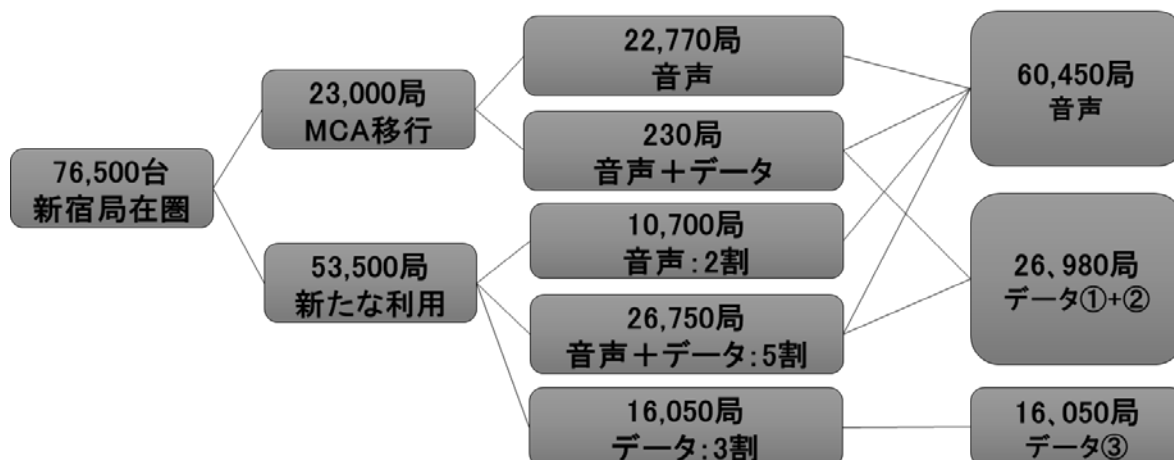 76,500台
新宿局在圏
23,000局
MCA移行
53,500局
新たな利用
22,770局
音声
230局
音声＋データ
10,700局
音声：2割
26,750局
音声＋データ：5割
16,050局
データ：3割
60,450局
音声
26、980局
データ①+②
16、050局
データ③